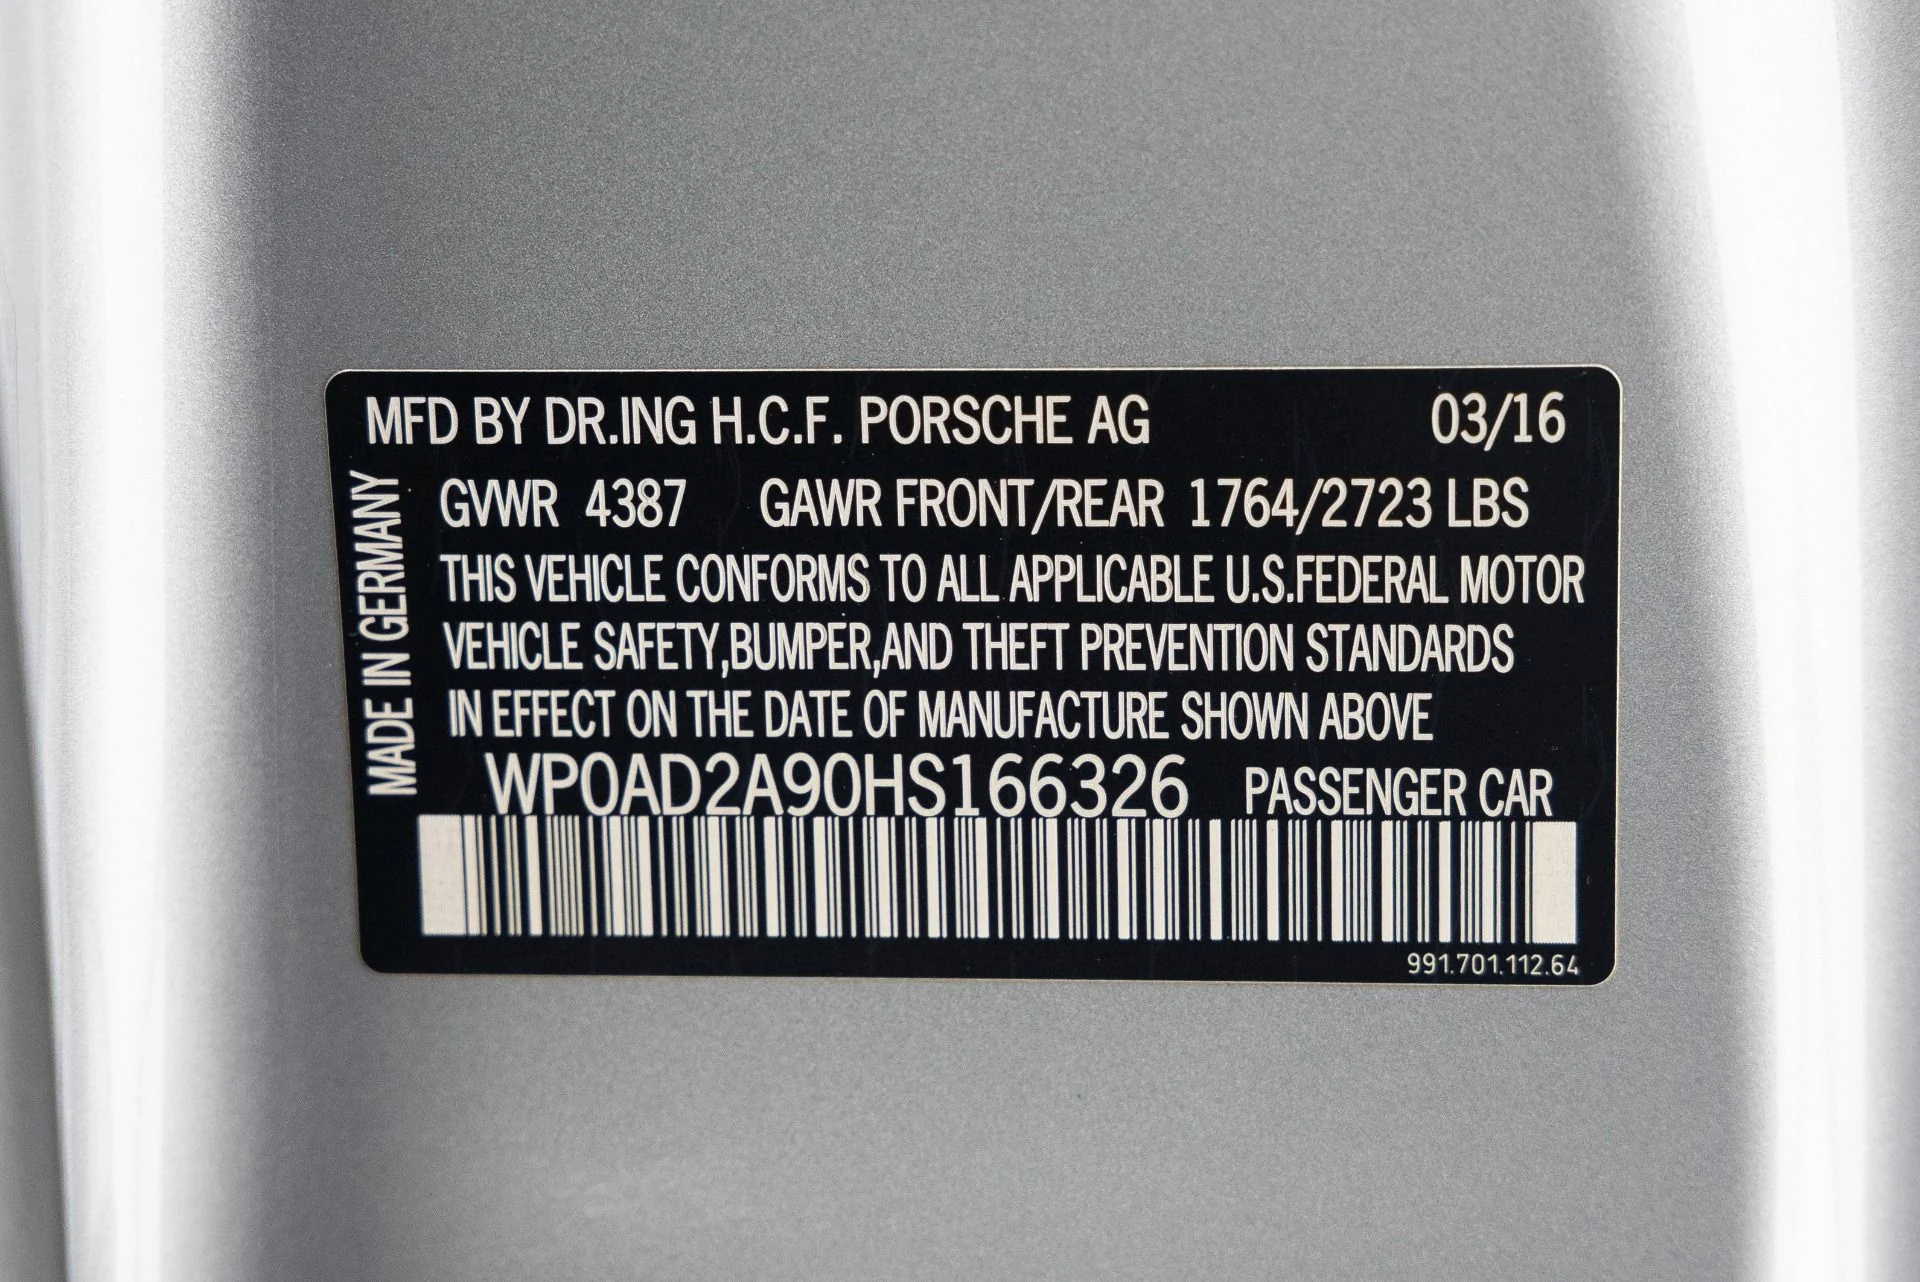 MFD BY DR.ING H.C.F. PORSCHE AG 03/16
MADE IN GERMANY
GVWR 4387 GAWR FRONT/REAR 1764/2723 LBS
THIS VEHICLE CONFORMS TO ALL APPLICABLE U.S.FEDERAL MOTOR
VEHICLE SAFETY,BUMPER,AND THEFT PREVENTION STANDARDS
IN EFFECT ON THE DATE OF MANUFACTURE SHOWN ABOVE
WP0AD2A90HS166326 PASSENGER CAR
991.701.112.64